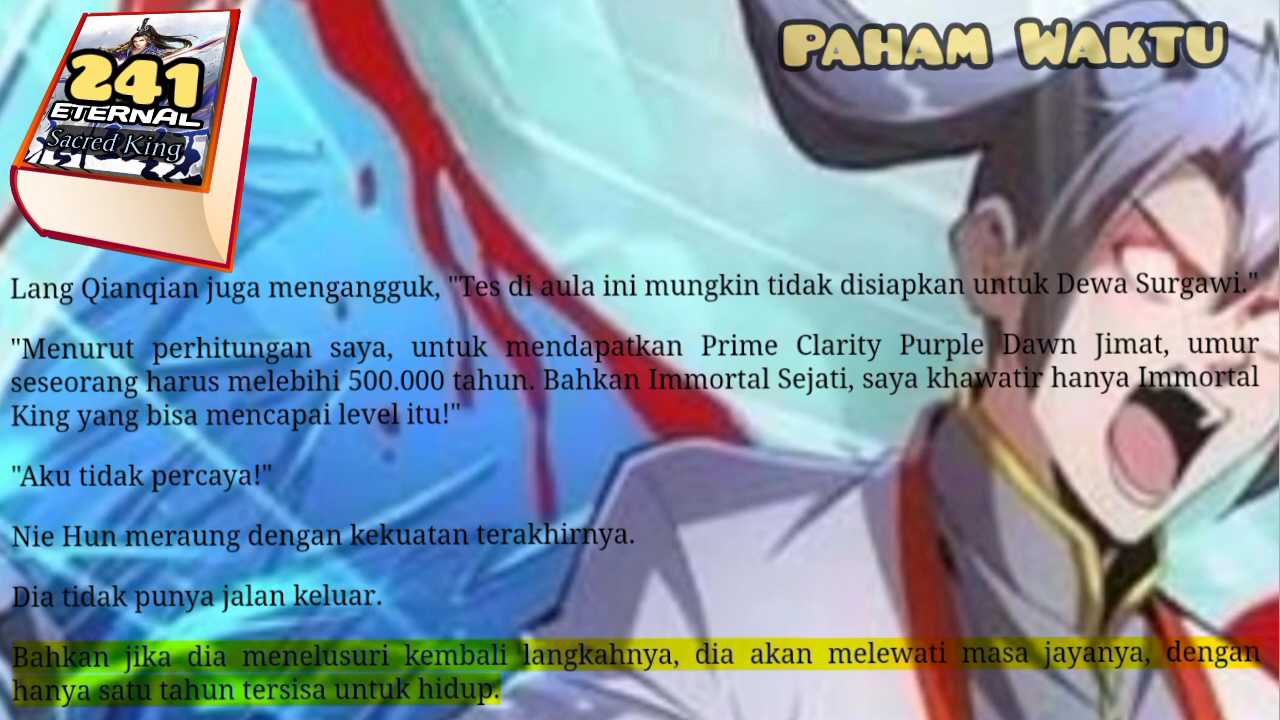 PAHAM WAKTU
241
ETERNAL
Sacred King
Lang Qianqian juga mengangguk, "Tes di aula ini mungkin tidak disiapkan untuk Dewa Surgawi."
"Menurut perhitungan saya, untuk mendapatkan Prime Clarity Purple Dawn Jimat, umur
seseorang harus melebihi 500.000 tahun. Bahkan Immortal Sejati, saya khawatir hanya Immortal
King yang bisa mencapai level itu!"
"Aku tidak percaya!"
Nie Hun meraung dengan kekuatan terakhirnya.
Dia tidak punya jalan keluar.
Bahkan jika dia menelusuri kembali langkahnya, dia akan melewati masa jayanya, dengan
hanya satu tahun tersisa untuk hidup.